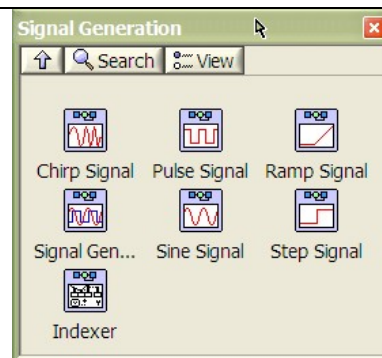 Signal Generation
Search View
Chirp Signal Pulse Signal Ramp Signal
Signal Gen... Sine Signal Step Signal
Indexer